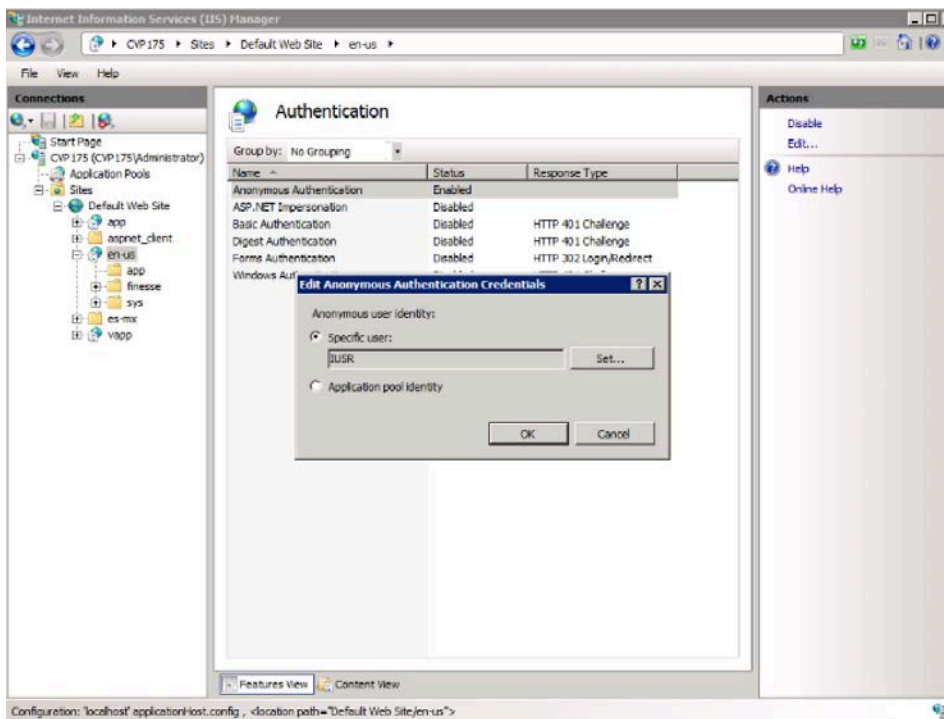 Internet Information Services (IIS) Manager
CVP175 Sites Default Web Site en-us
File View Help
Connections
Start Page
CVP175 (CVP175\Administrator)
Application Pools
Sites
Default Web Site
app
aspnet_client
en-us
app
finesse
sys
es-mx
vapp
Authentication
Group by: No Grouping
Name Status Response Type
Anonymous Authentication Enabled
ASP.NET Impersonation Disabled
Basic Authentication Disabled HTTP 401 Challenge
Digest Authentication Disabled HTTP 401 Challenge
Forms Authentication Disabled HTTP 302 Login/Redirect
Windows
Edit Anonymous Authentication Credentials
Anonymous user identity:
Specific user:
IUSR
Set...
Application pool identity
OK Cancel
Features View Content View
Actions
Disable
Edit...
Help
Online Help
Configuration: 'localhost' applicationHost.config , <location path="Default Web Site/en-us">